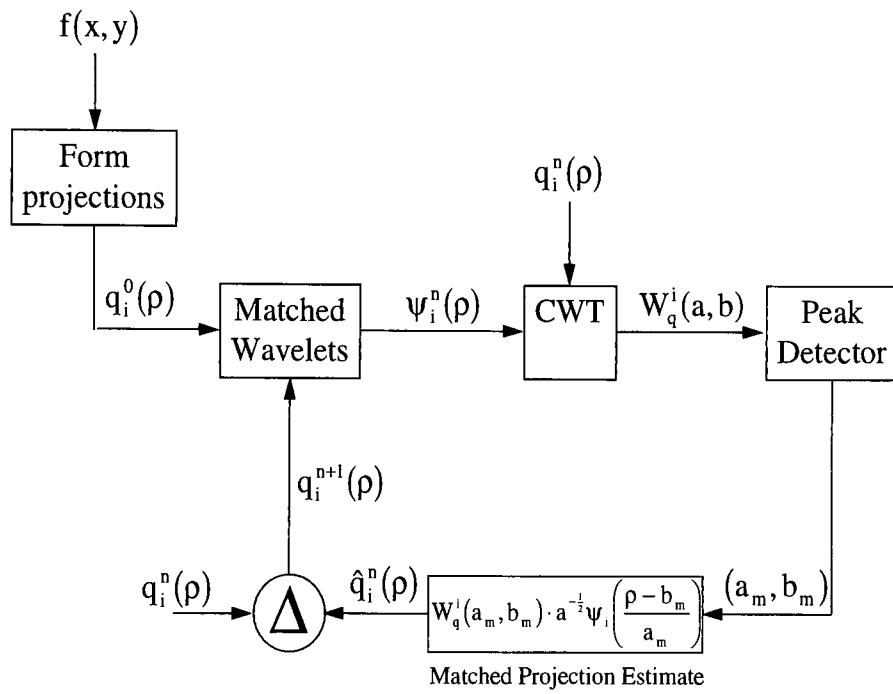 f(x,y)
Form
projections
q_i^n(ρ)
q_i^0(ρ)
Matched
Wavelets
ψ_i^n(ρ)
CWT
W_q^i(a,b)
Peak
Detector
q_i^{n+1}(ρ)
q_i^n(ρ)
Δ
q̂_i^n(ρ)
W_q^i(a_m,b_m)·a^{-1/2}ψ_i((ρ−b_m)/a_m)
(a_m,b_m)
Matched Projection Estimate